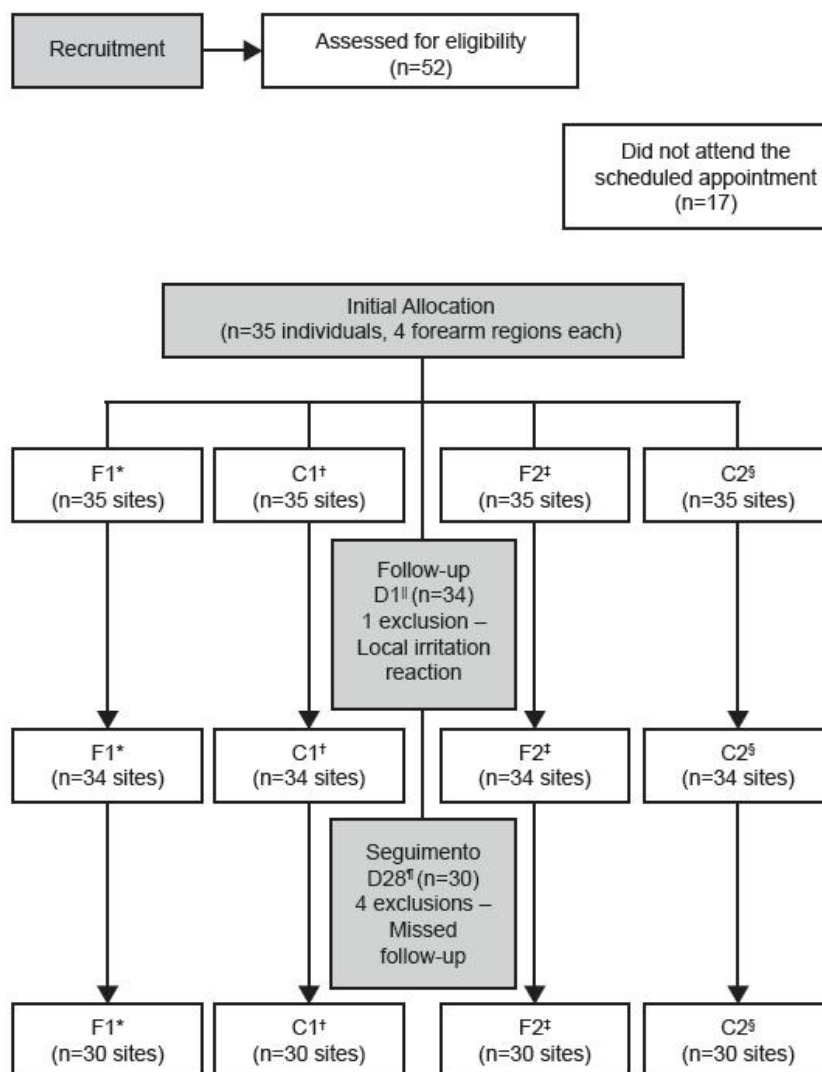 Recruitment
Assessed for eligibility
(n=52)
Did not attend the
scheduled appointment
(n=17)
Initial Allocation
(n=35 individuals, 4 forearm regions each)
F1*
(n=35 sites)
C1†
(n=35 sites)
F2‡
(n=35 sites)
C2§
(n=35 sites)
Follow-up
D1|| (n=34)
1 exclusion –
Local irritation
reaction
F1*
(n=34 sites)
C1†
(n=34 sites)
F2‡
(n=34 sites)
C2§
(n=34 sites)
Seguimento
D28¶ (n=30)
4 exclusions –
Missed
follow-up
F1*
(n=30 sites)
C1†
(n=30 sites)
F2‡
(n=30 sites)
C2§
(n=30 sites)